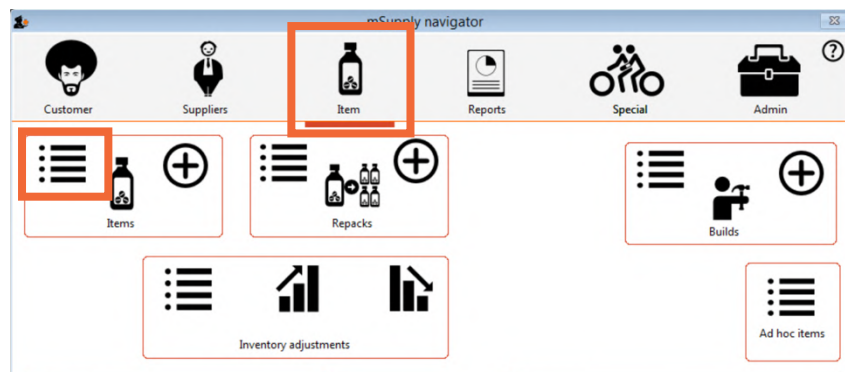 mSupply navigator
Customer
Suppliers
Item
Reports
Special
Admin
?
Items
Repacks
Builds
Inventory adjustments
Ad hoc items